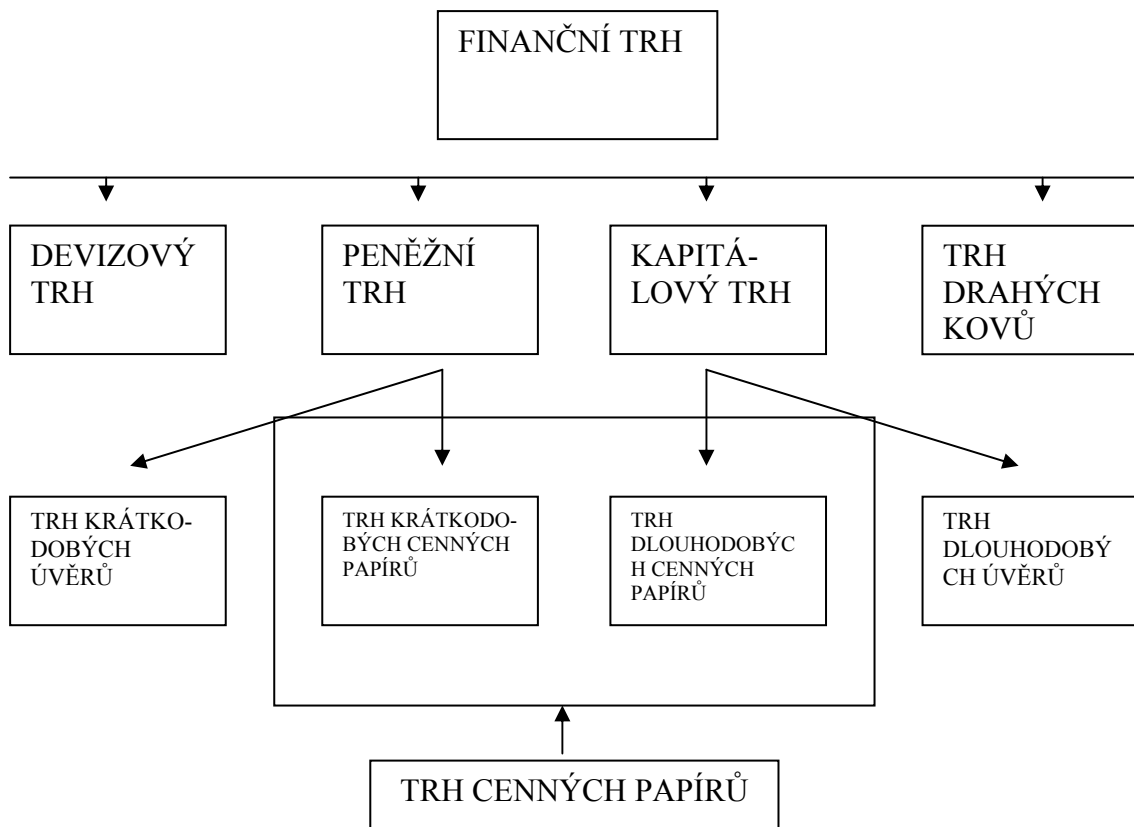 FINANČNÍ TRH
DEVIZOVÝ
TRH
PENĚŽNÍ
TRH
KAPITÁ-
LOVÝ TRH
TRH
DRAHÝCH
KOVŮ
TRH KRÁTKO-
DOBÝCH
ÚVĚRŮ
TRH KRÁTKODO-
BÝCH CENNÝCH
PAPÍRŮ
TRH
DLOUHODOBÝC
H CENNÝCH
PAPÍRŮ
TRH
DLOUHODOBÝ
CH ÚVĚRŮ
TRH CENNÝCH PAPÍRŮ